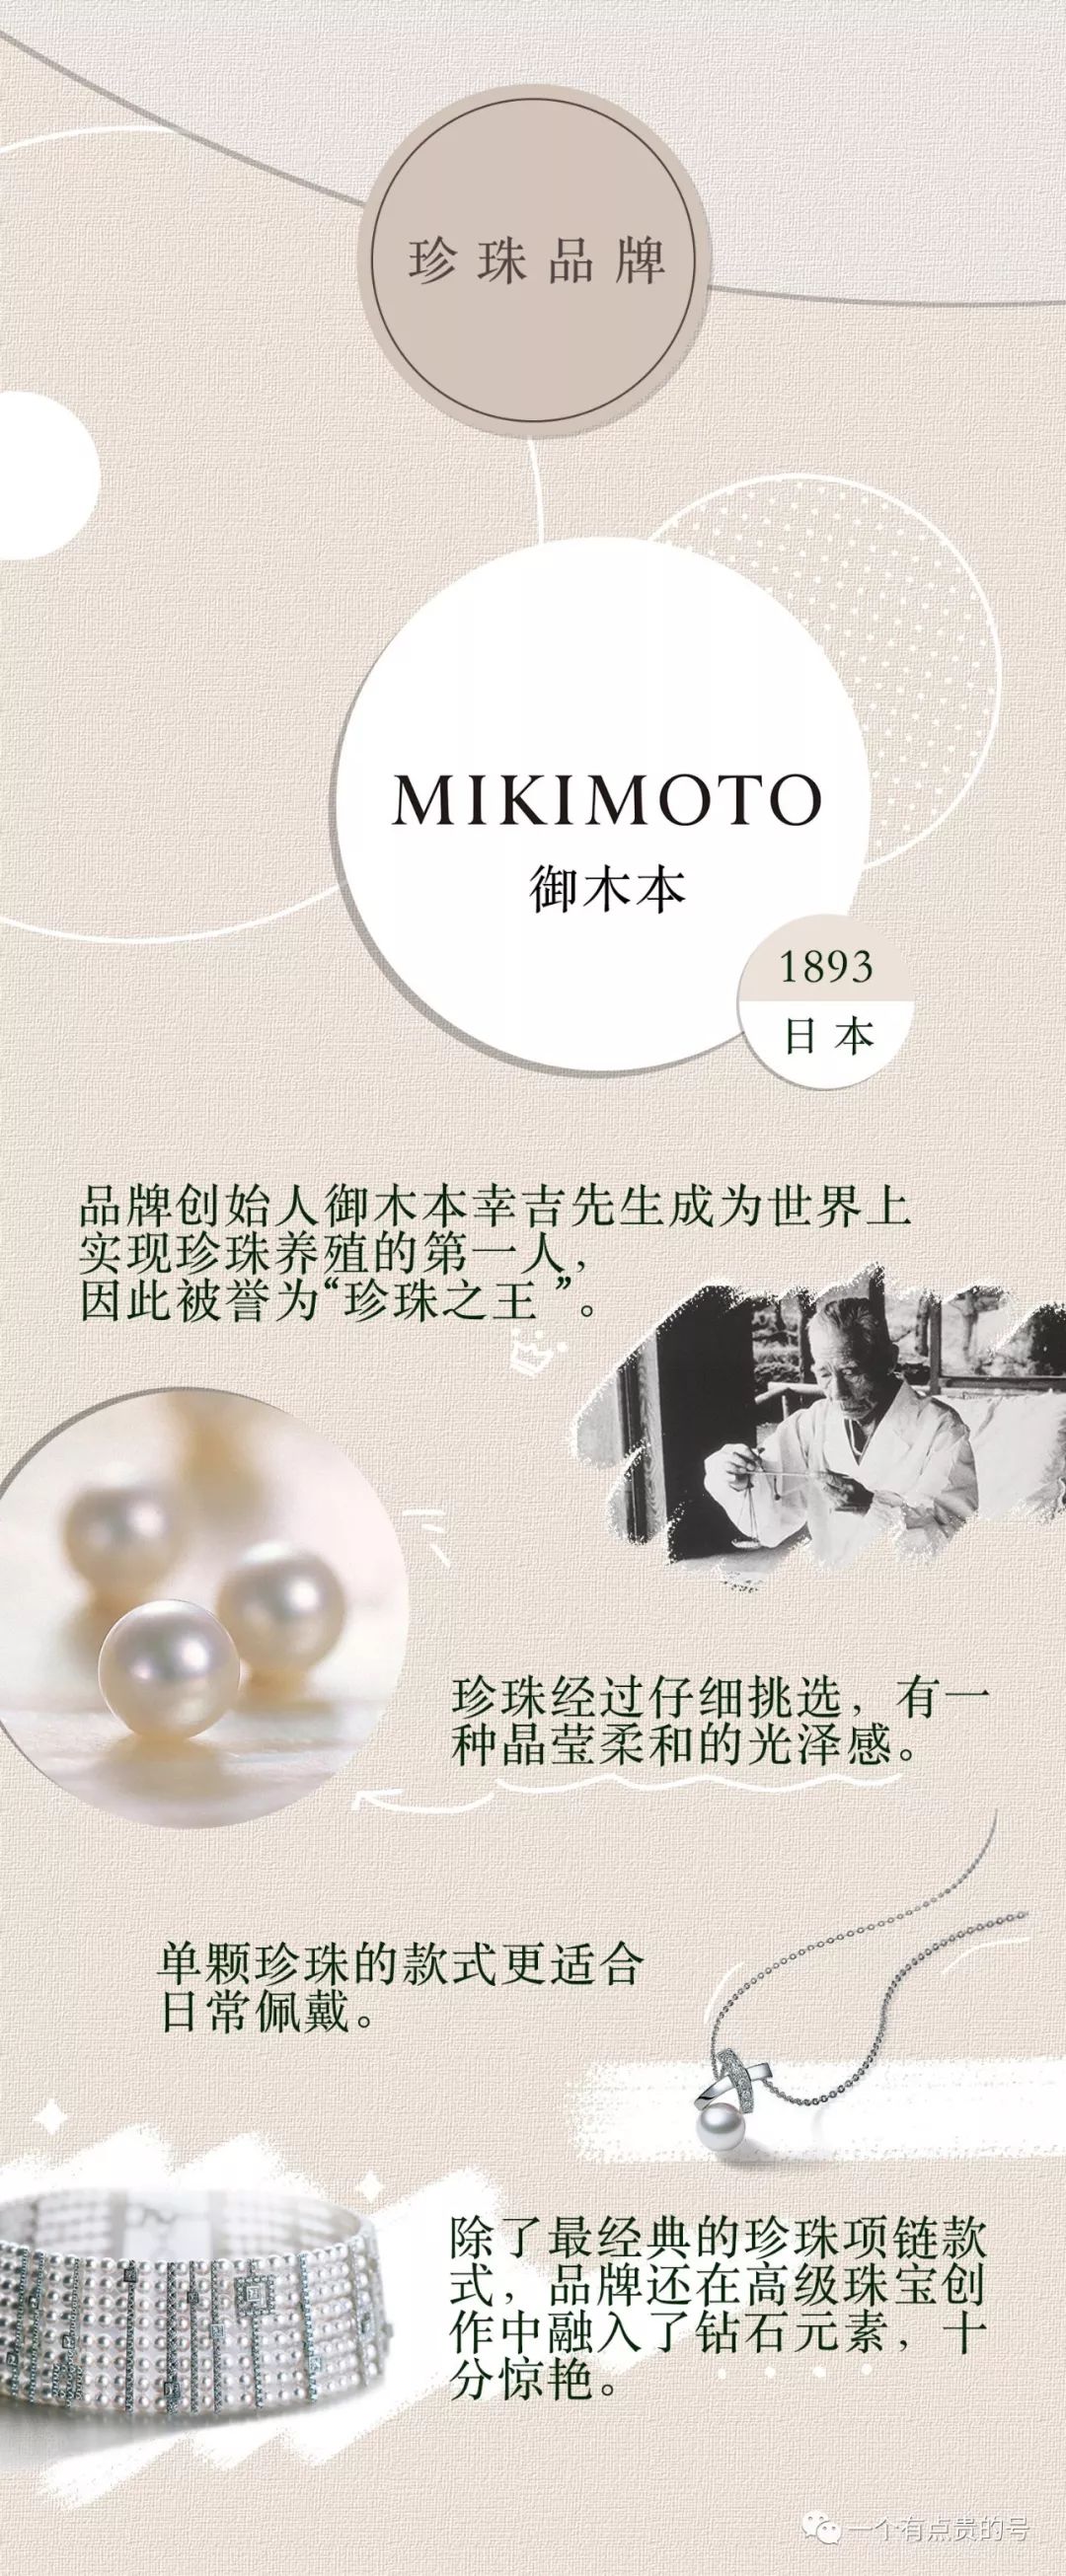 珍珠品牌
MIKIMOTO
御木本
1893
日本
品牌创始人御木本幸吉先生成为世界上
实现珍珠养殖的第一人，
因此被誉为“珍珠之王”。
珍珠经过仔细挑选，有一
种晶莹柔和的光泽感。
单颗珍珠的款式更适合
日常佩戴。
除了最经典的珍珠项链款
式，品牌还在高级珠宝创
作中融入了钻石元素，十
分惊艳。
一个有点贵的号